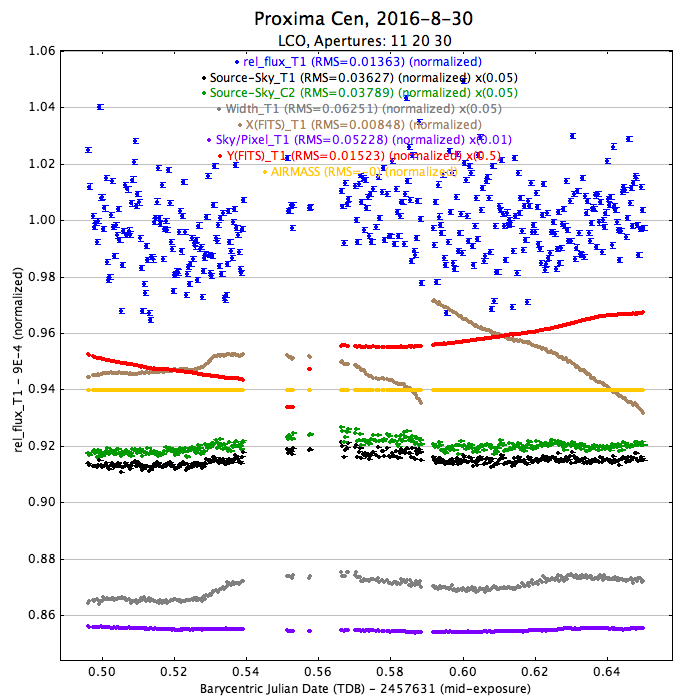 Proxima Cen, 2016-8-30
LCO, Apertures: 11 20 30
rel_flux_T1 (RMS=0.01363) (normalized)
Source-Sky_T1 (RMS=0.03627) (normalized) x(0.05)
Source-Sky_C2 (RMS=0.03789) (normalized) x(0.05)
Width_T1 (RMS=0.06251) (normalized) x(0.05)
X(FITS)_T1 (RMS=0.00848) (normalized)
Sky/Pixel_T1 (RMS=0.05228) (normalized) x(0.01)
Y(FITS)_T1 (RMS=0.01523) (normalized) x(0.5)
AIRMASS (RMS=-0) (normalized)
rel_flux_T1 - 9E-4 (normalized)
1.06
1.04
1.02
1.00
0.98
0.96
0.94
0.92
0.90
0.88
0.86
0.50
0.52
0.54
0.56
0.58
0.60
0.62
0.64
Barycentric Julian Date (TDB) - 2457631 (mid-exposure)